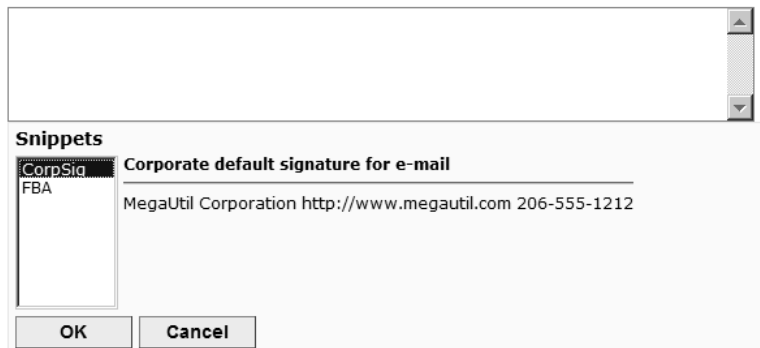 Snippets
CorpSig
Corporate default signature for e-mail
FBA
MegaUtil Corporation http://www.megautil.com 206-555-1212
OK
Cancel